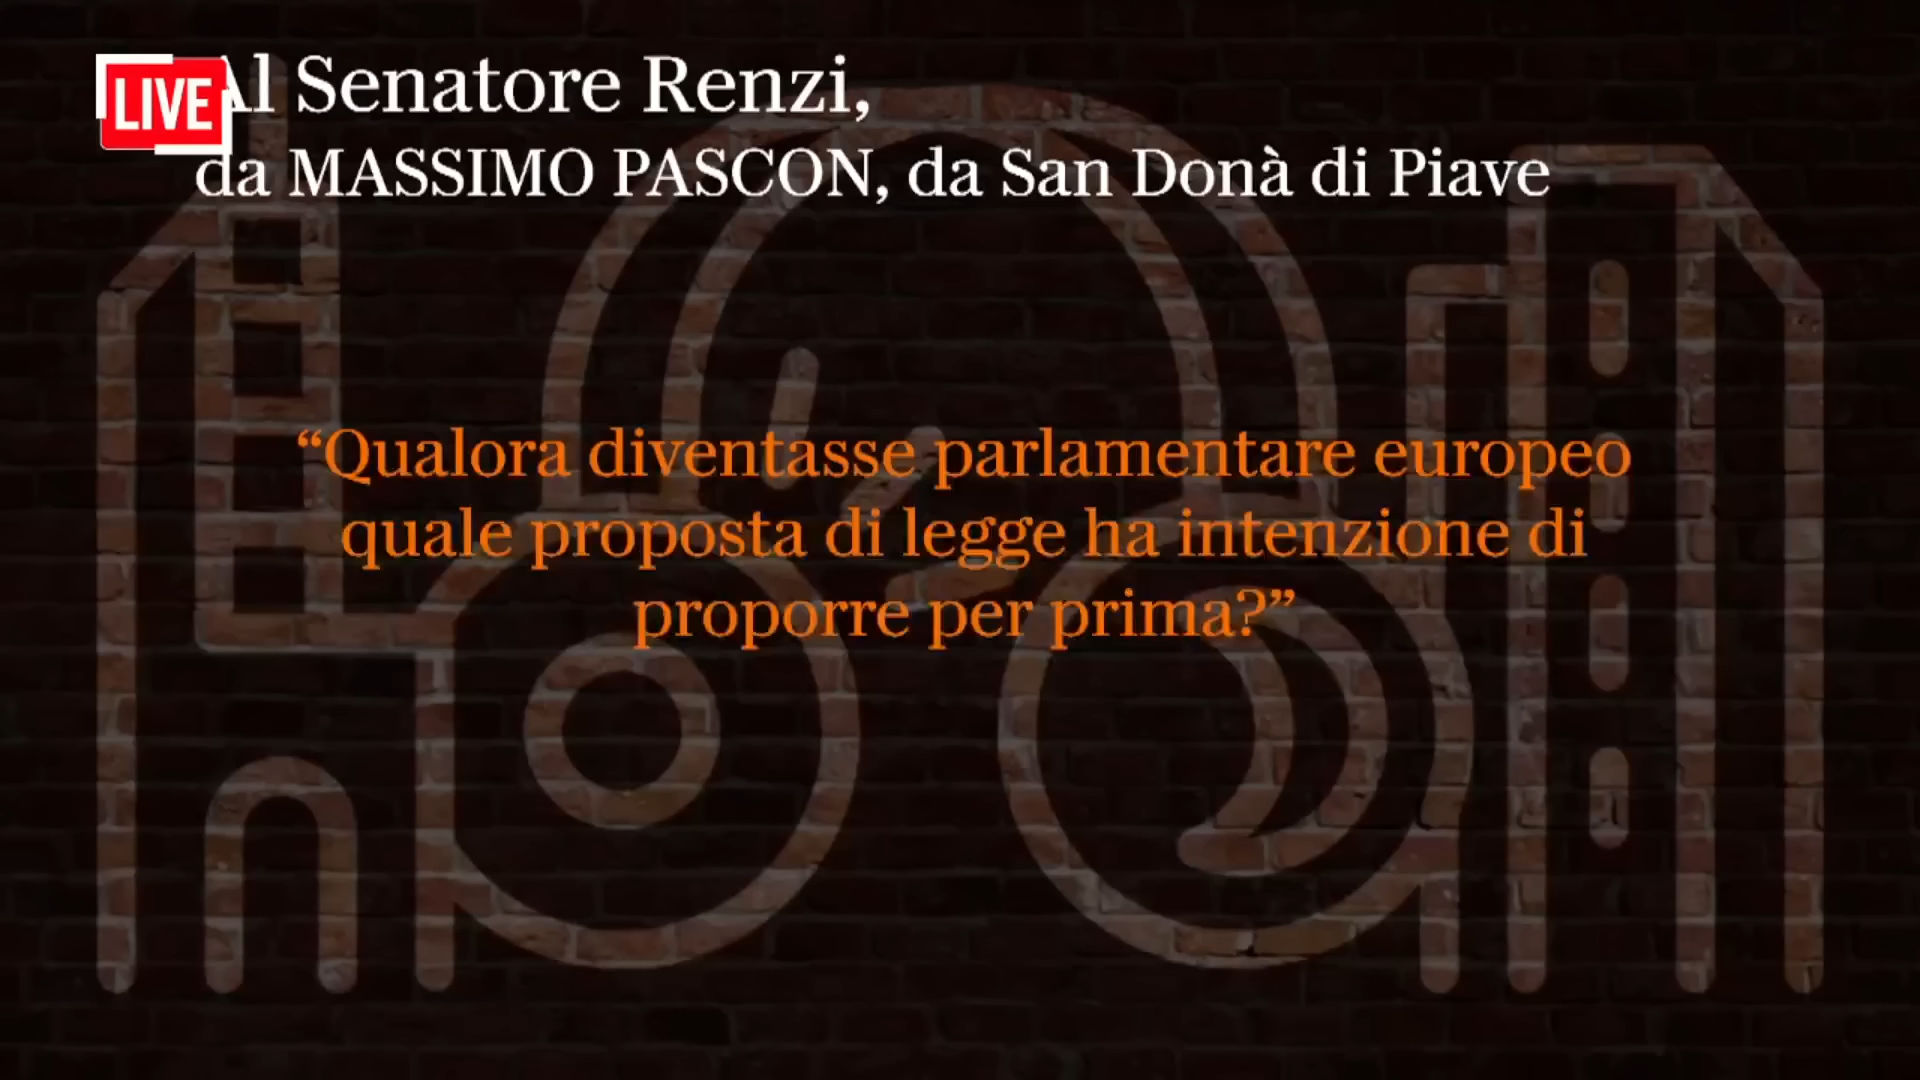 LIVE
Al Senatore Renzi,
da MASSIMO PASCON, da San Donà di Piave
“Qualora diventasse parlamentare europeo
quale proposta di legge ha intenzione di
proporre per prima?”